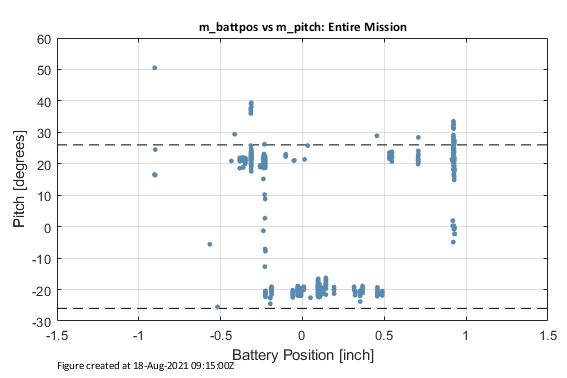 m_battpos vs m_pitch: Entire Mission
60
50
40
30
20
10
0
-10
-20
-30
Pitch [degrees]
-1.5 -1 -0.5 0 0.5 1 1.5
Battery Position [inch]
Figure created at 18-Aug-2021 09:15:00Z